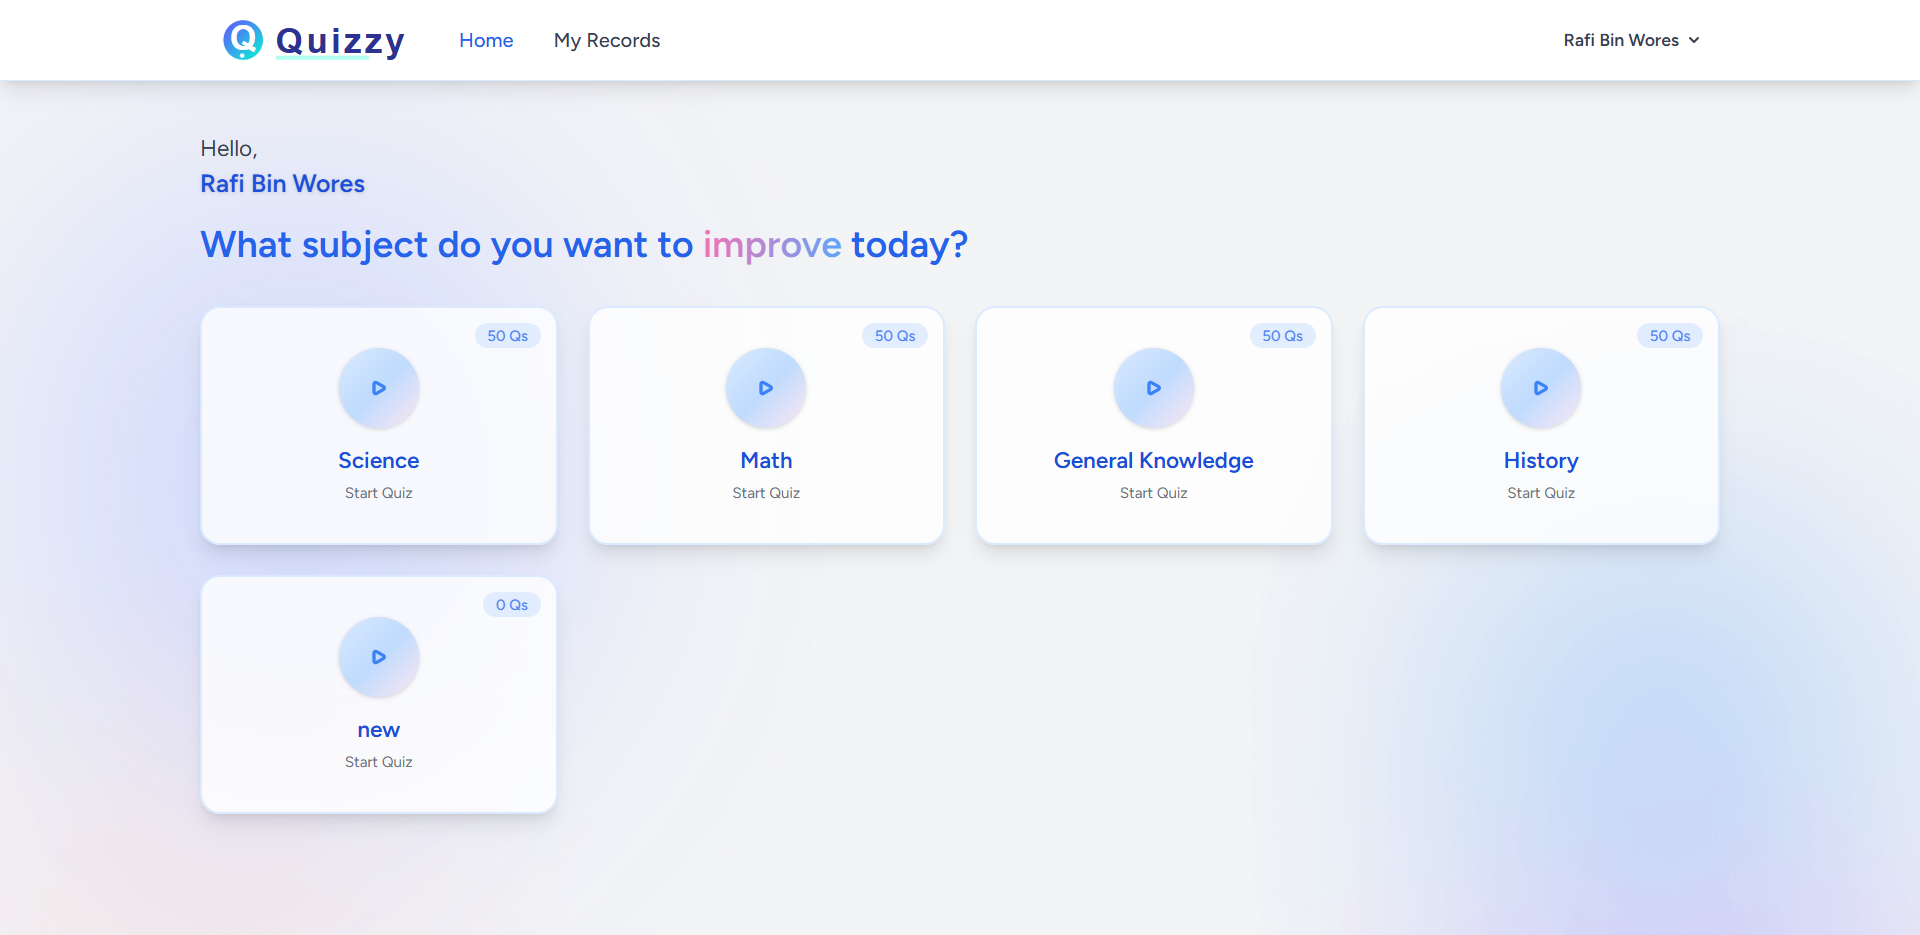 Quizzy
Home
My Records
Rafi Bin Wores
Hello,
Rafi Bin Wores
What subject do you want to improve today?
50 Qs
Science
Start Quiz
50 Qs
Math
Start Quiz
50 Qs
General Knowledge
Start Quiz
50 Qs
History
Start Quiz
0 Qs
new
Start Quiz